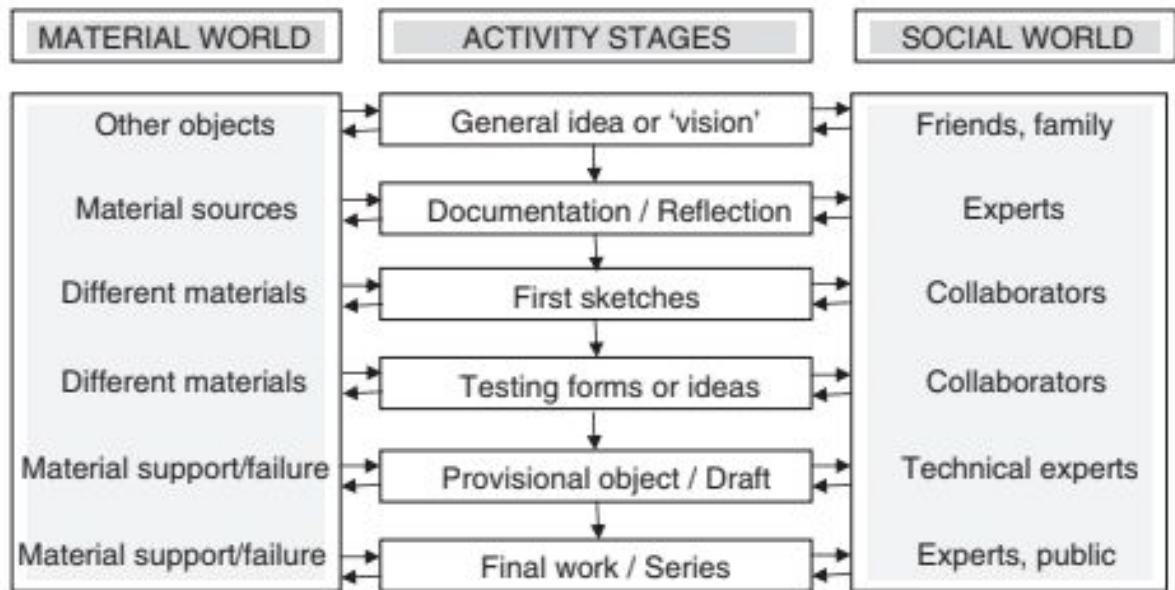 MATERIAL WORLD ACTIVITY STAGES SOCIAL WORLD
Other objects General idea or ‘vision’ Friends, family
Material sources Documentation / Reflection Experts
Different materials First sketches Collaborators
Different materials Testing forms or ideas Collaborators
Material support/failure Provisional object / Draft Technical experts
Material support/failure Final work / Series Experts, public